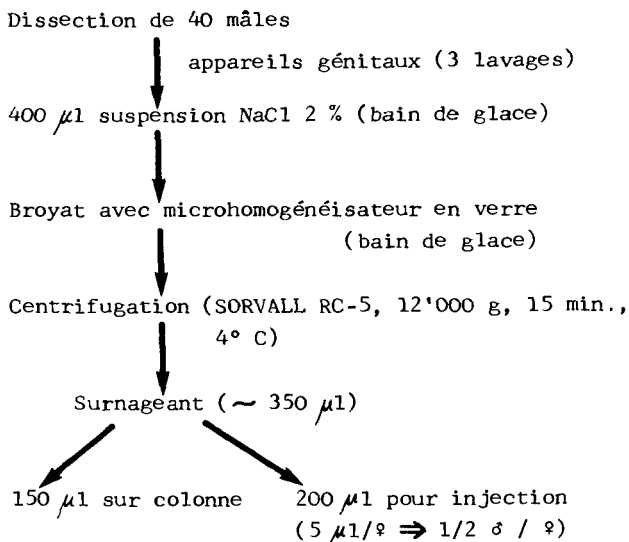 Dissection de 40 mâles
appareils génitaux (3 lavages)
400 µl suspension NaCl 2 % (bain de glace)
Broyat avec microhomogénéisateur en verre
(bain de glace)
Centrifugation (SORVALL RC-5, 12'000 g, 15 min.,
4° C)
Surnageant (~ 350 µl)
150 µl sur colonne
200 µl pour injection
(5 µl/♀ ⇒ 1/2 ♂ / ♀)